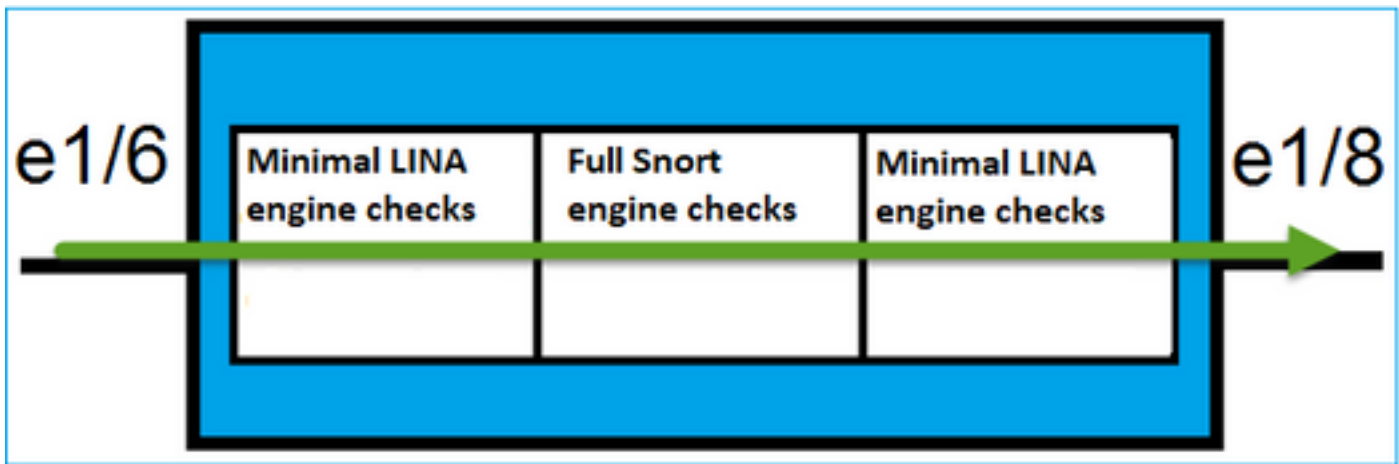 e1/6
Minimal LINA
engine checks
Full Snort
engine checks
Minimal LINA
engine checks
e1/8